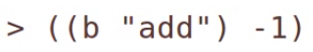 > ((b "add") -1)